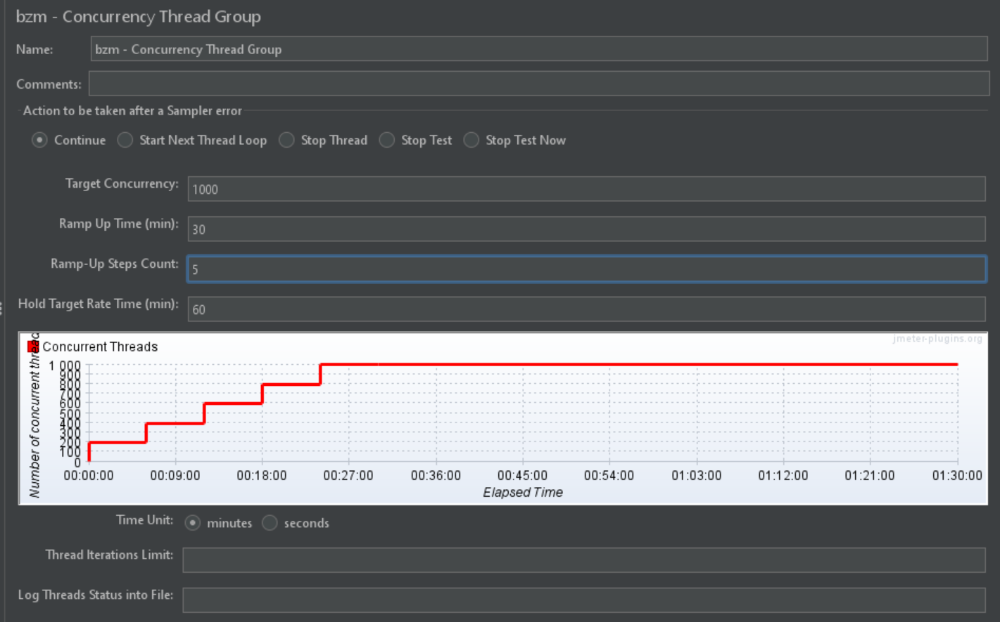 bzm - Concurrency Thread Group
Name: bzm - Concurrency Thread Group
Comments:
Action to be taken after a Sampler error
Continue Start Next Thread Loop Stop Thread Stop Test Stop Test Now
Target Concurrency: 1000
Ramp Up Time (min): 30
Ramp-Up Steps Count: 5
Hold Target Rate Time (min): 60
jmeter-plugins.org
Concurrent Threads
Number of concurrent thread
1 000
900
800
700
600
500
400
300
200
100
0
00:00:00 00:09:00 00:18:00 00:27:00 00:36:00 00:45:00 00:54:00 01:03:00 01:12:00 01:21:00 01:30:00
Elapsed Time
Time Unit: minutes seconds
Thread Iterations Limit:
Log Threads Status into File: